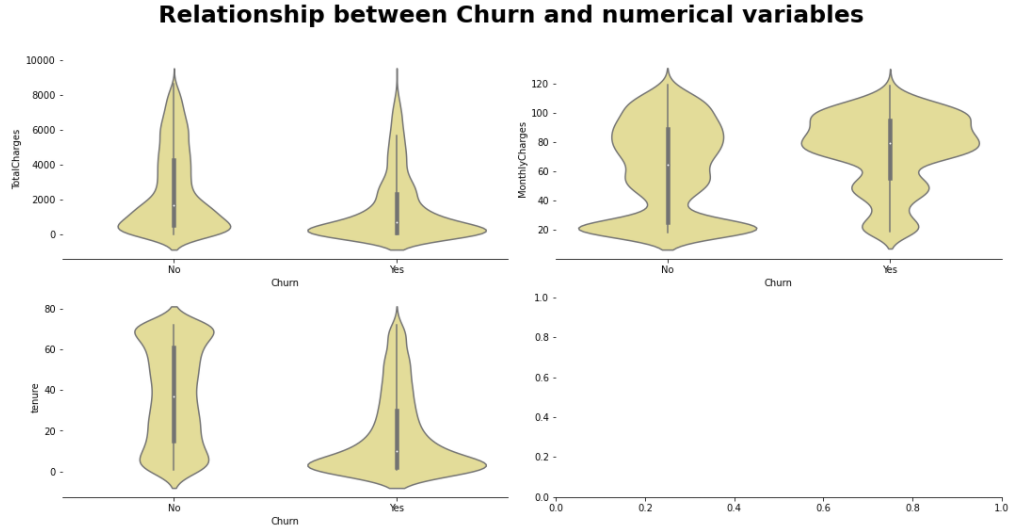 Relationship between Churn and numerical variables
10000
8000
6000
4000
2000
0
TotalCharges
No
Yes
Churn
120
100
80
60
40
20
MonthlyCharges
No
Yes
Churn
80
60
40
20
0
tenure
No
Yes
Churn
1.0
0.8
0.6
0.4
0.2
0.0
0.0 0.2 0.4 0.6 0.8 1.0